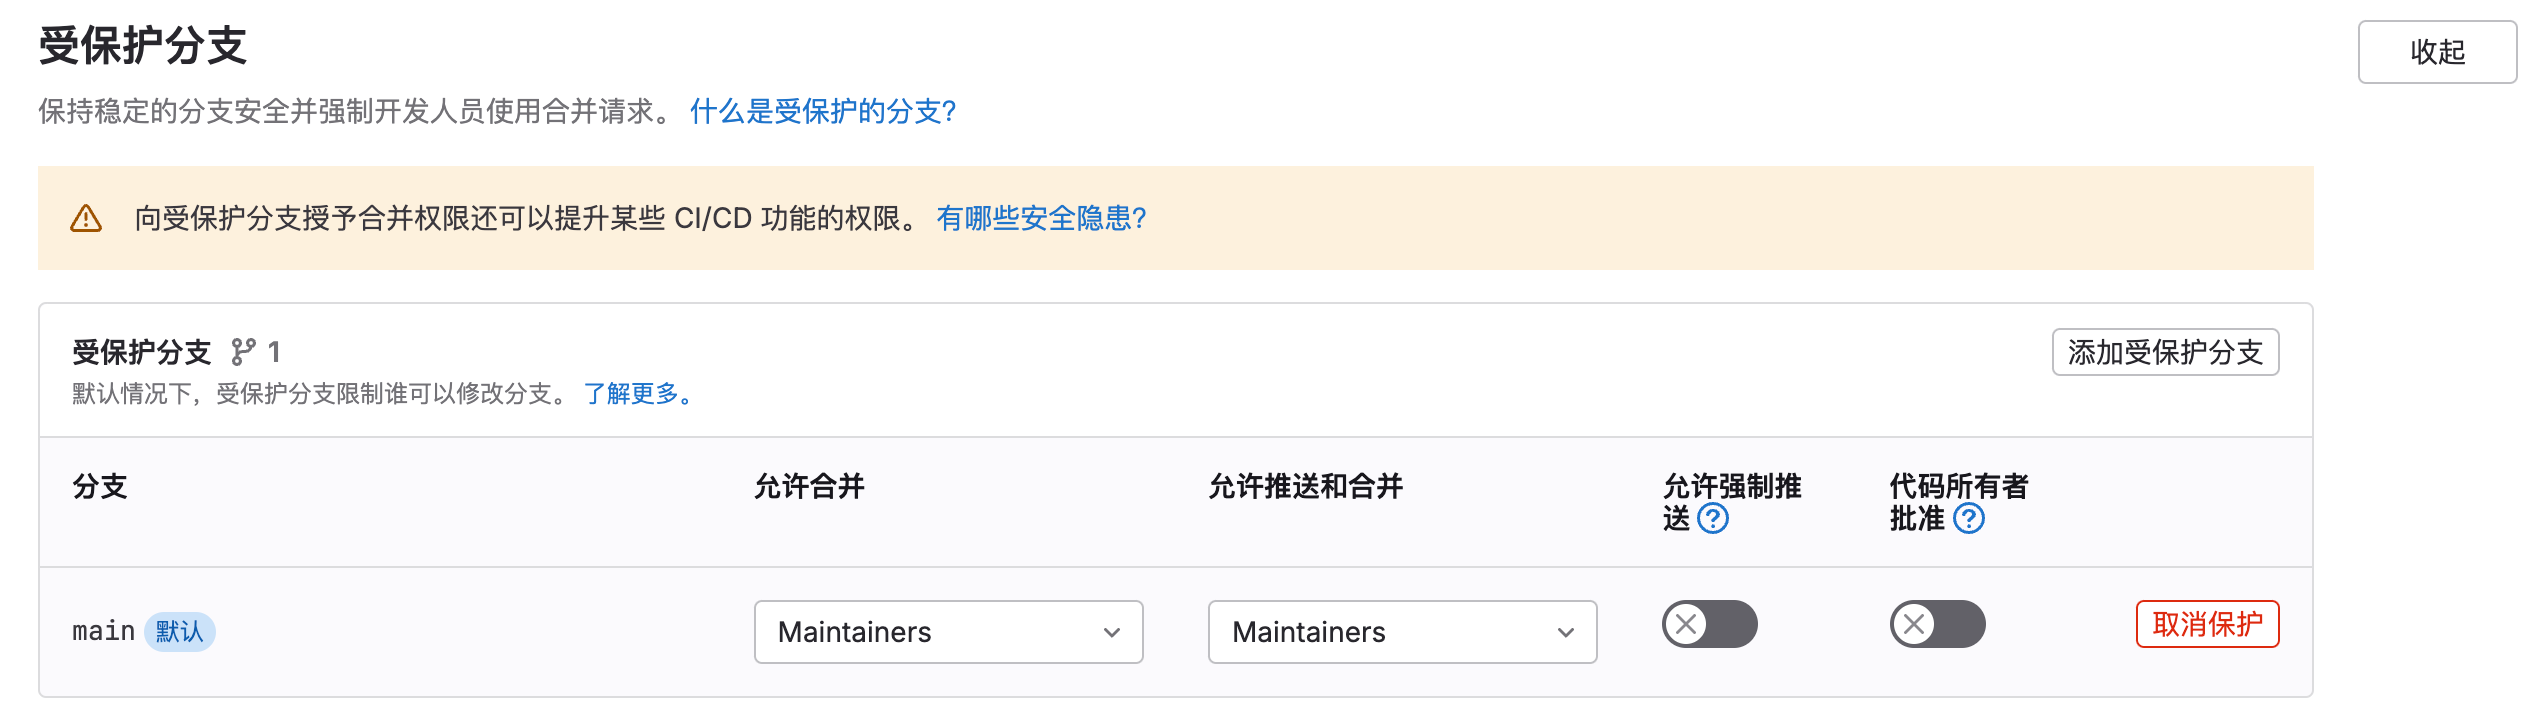 受保护分支
收起
保持稳定的分支安全并强制开发人员使用合并请求。 什么是受保护的分支?
向受保护分支授予合并权限还可以提升某些 CI/CD 功能的权限。 有哪些安全隐患?
受保护分支 1
添加受保护分支
默认情况下，受保护分支限制谁可以修改分支。 了解更多。
分支
允许合并
允许推送和合并
允许强制推
送
代码所有者
批准
main 默认
Maintainers
Maintainers
取消保护